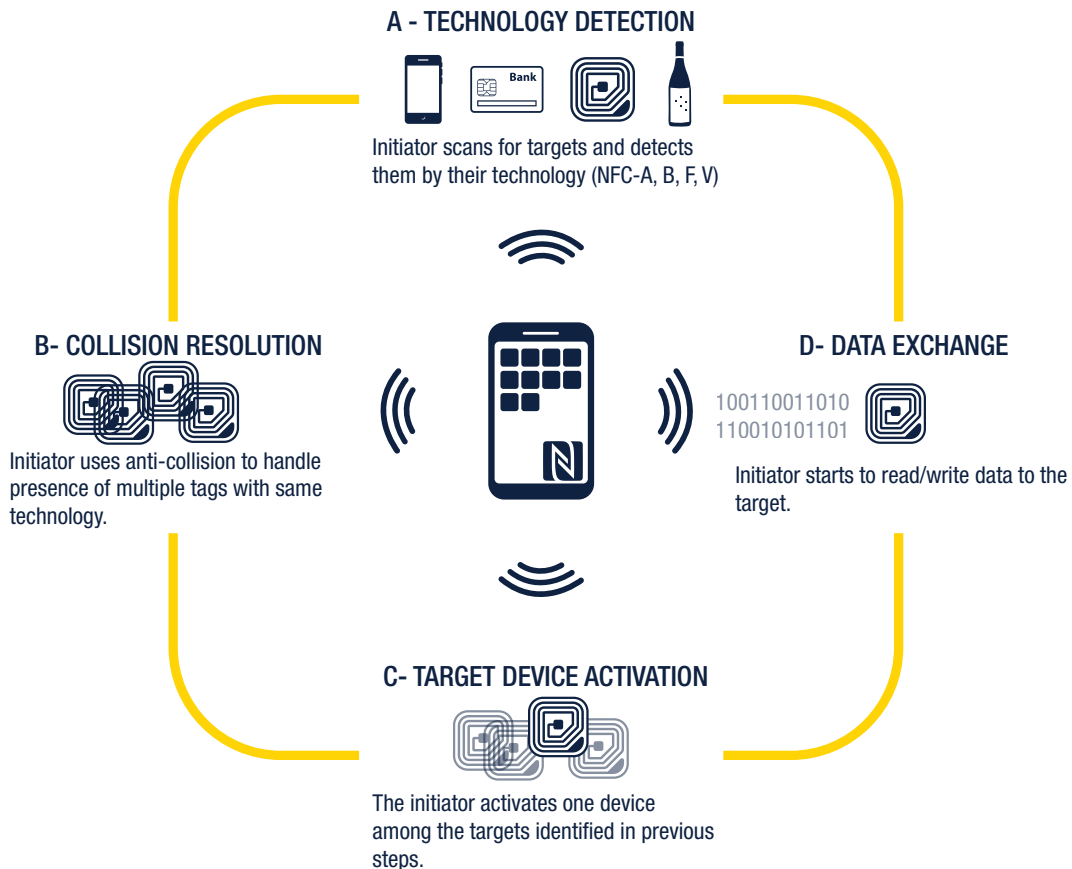 A - TECHNOLOGY DETECTION
Bank
Initiator scans for targets and detects
them by their technology (NFC-A, B, F, V)
B- COLLISION RESOLUTION
Initiator uses anti-collision to handle
presence of multiple tags with same
technology.
D- DATA EXCHANGE
100110011010
110010101101
Initiator starts to read/write data to the
target.
C- TARGET DEVICE ACTIVATION
The initiator activates one device
among the targets identified in previous
steps.